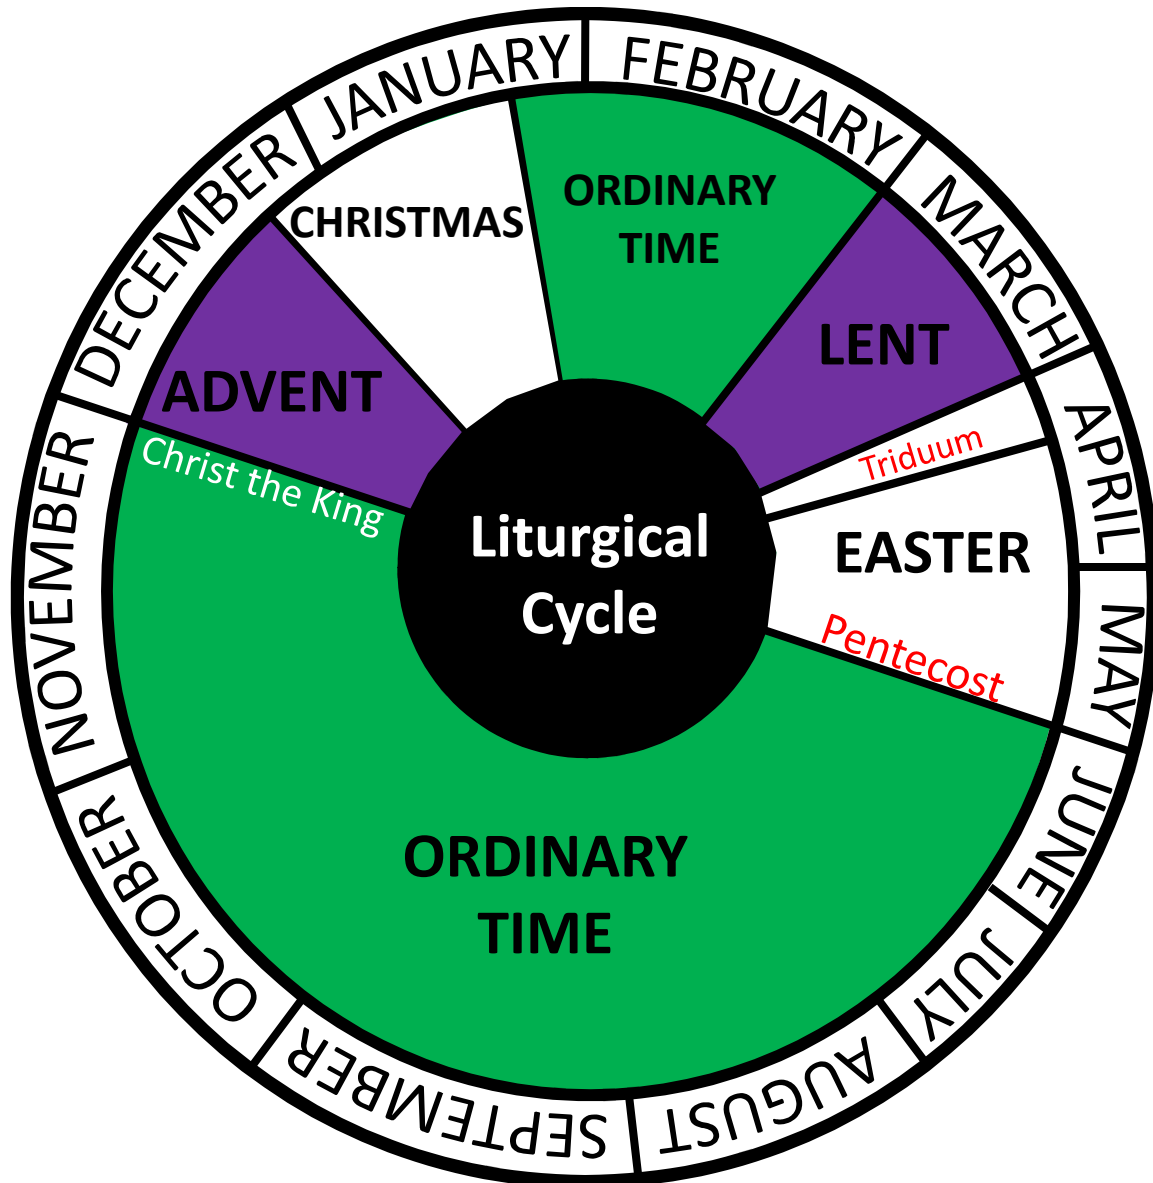 JANUARY
FEBRUARY
MARCH
APRIL
MAY
JUNE
JULY
AUGUST
SEPTEMBER
OCTOBER
NOVEMBER
DECEMBER
CHRISTMAS
ORDINARY
TIME
LENT
Triduum
EASTER
Pentecost
ORDINARY
TIME
Christ the King
ADVENT
Liturgical
Cycle